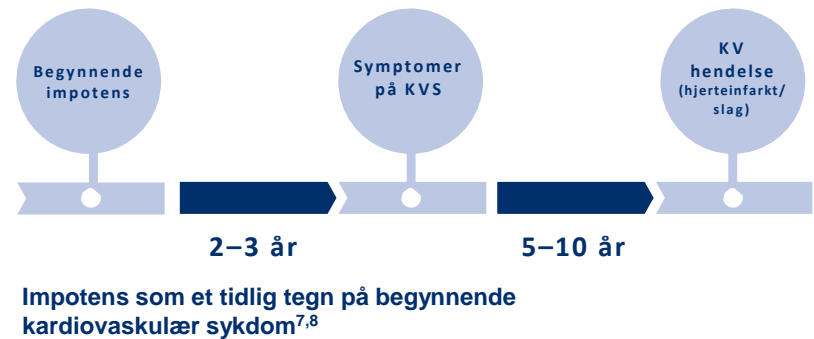 Begynnende
impotens
Symptomer
på KVS
KV
hendelse
(hjerteinfarkt/
slag)
2–3 år
5–10 år
Impotens som et tidlig tegn på begynnende
kardiovaskulær sykdom7,8